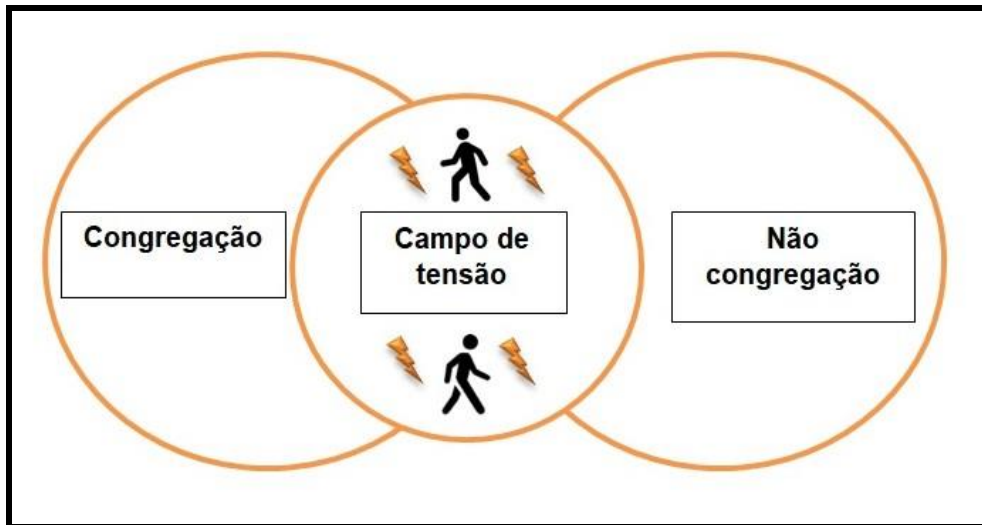 Congregação
Campo de
tensão
Não
congregação